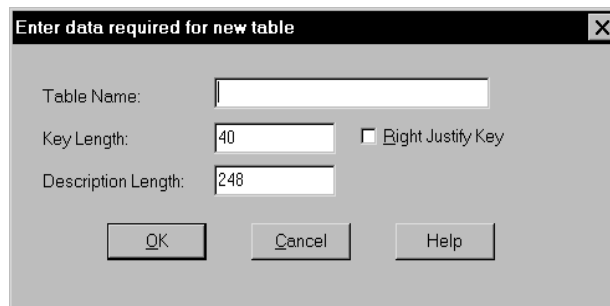 Enter data required for new table
Table Name:
Key Length: 40 Right Justify Key
Description Length: 248
OK Cancel Help